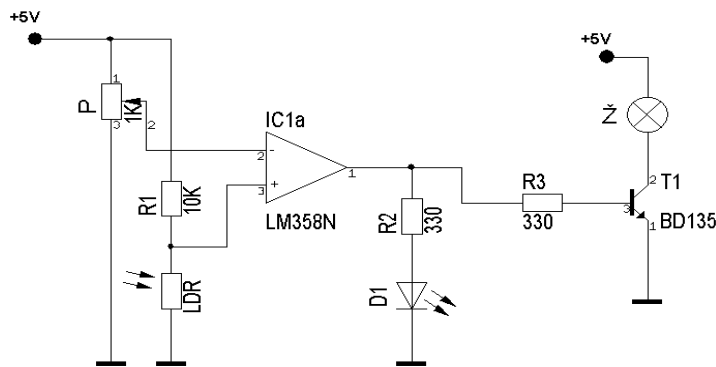 +5V
+5V
1
P
1K
3
2
IC1a
Ž
2
-
3
+
1
LM358N
R1
10K
R2
330
R3
330
2
T1
3
1
BD135
LDR
D1